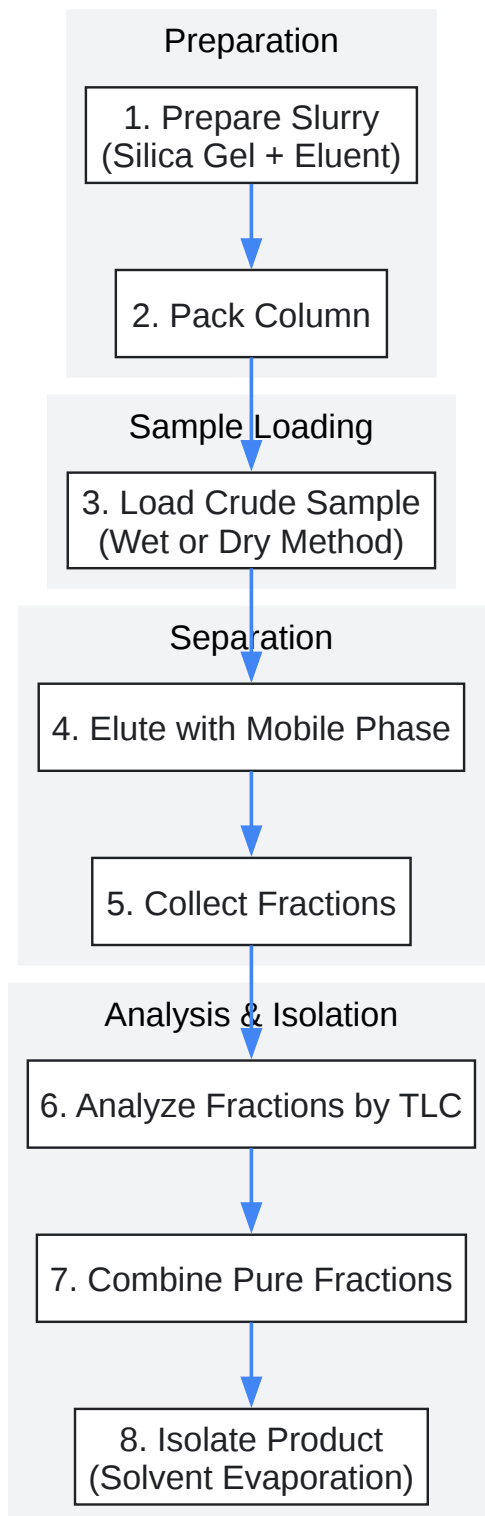 Preparation
1. Prepare Slurry
(Silica Gel + Eluent)
2. Pack Column
Sample Loading
3. Load Crude Sample
(Wet or Dry Method)
Separation
4. Elute with Mobile Phase
5. Collect Fractions
Analysis & Isolation
6. Analyze Fractions by TLC
7. Combine Pure Fractions
8. Isolate Product
(Solvent Evaporation)